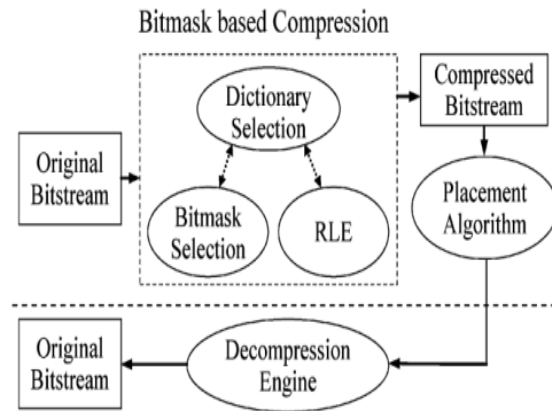 Bitmask based Compression
Dictionary
Selection
Compressed
Bitstream
Original
Bitstream
Bitmask
Selection
RLE
Placement
Algorithm
Original
Bitstream
Decompression
Engine